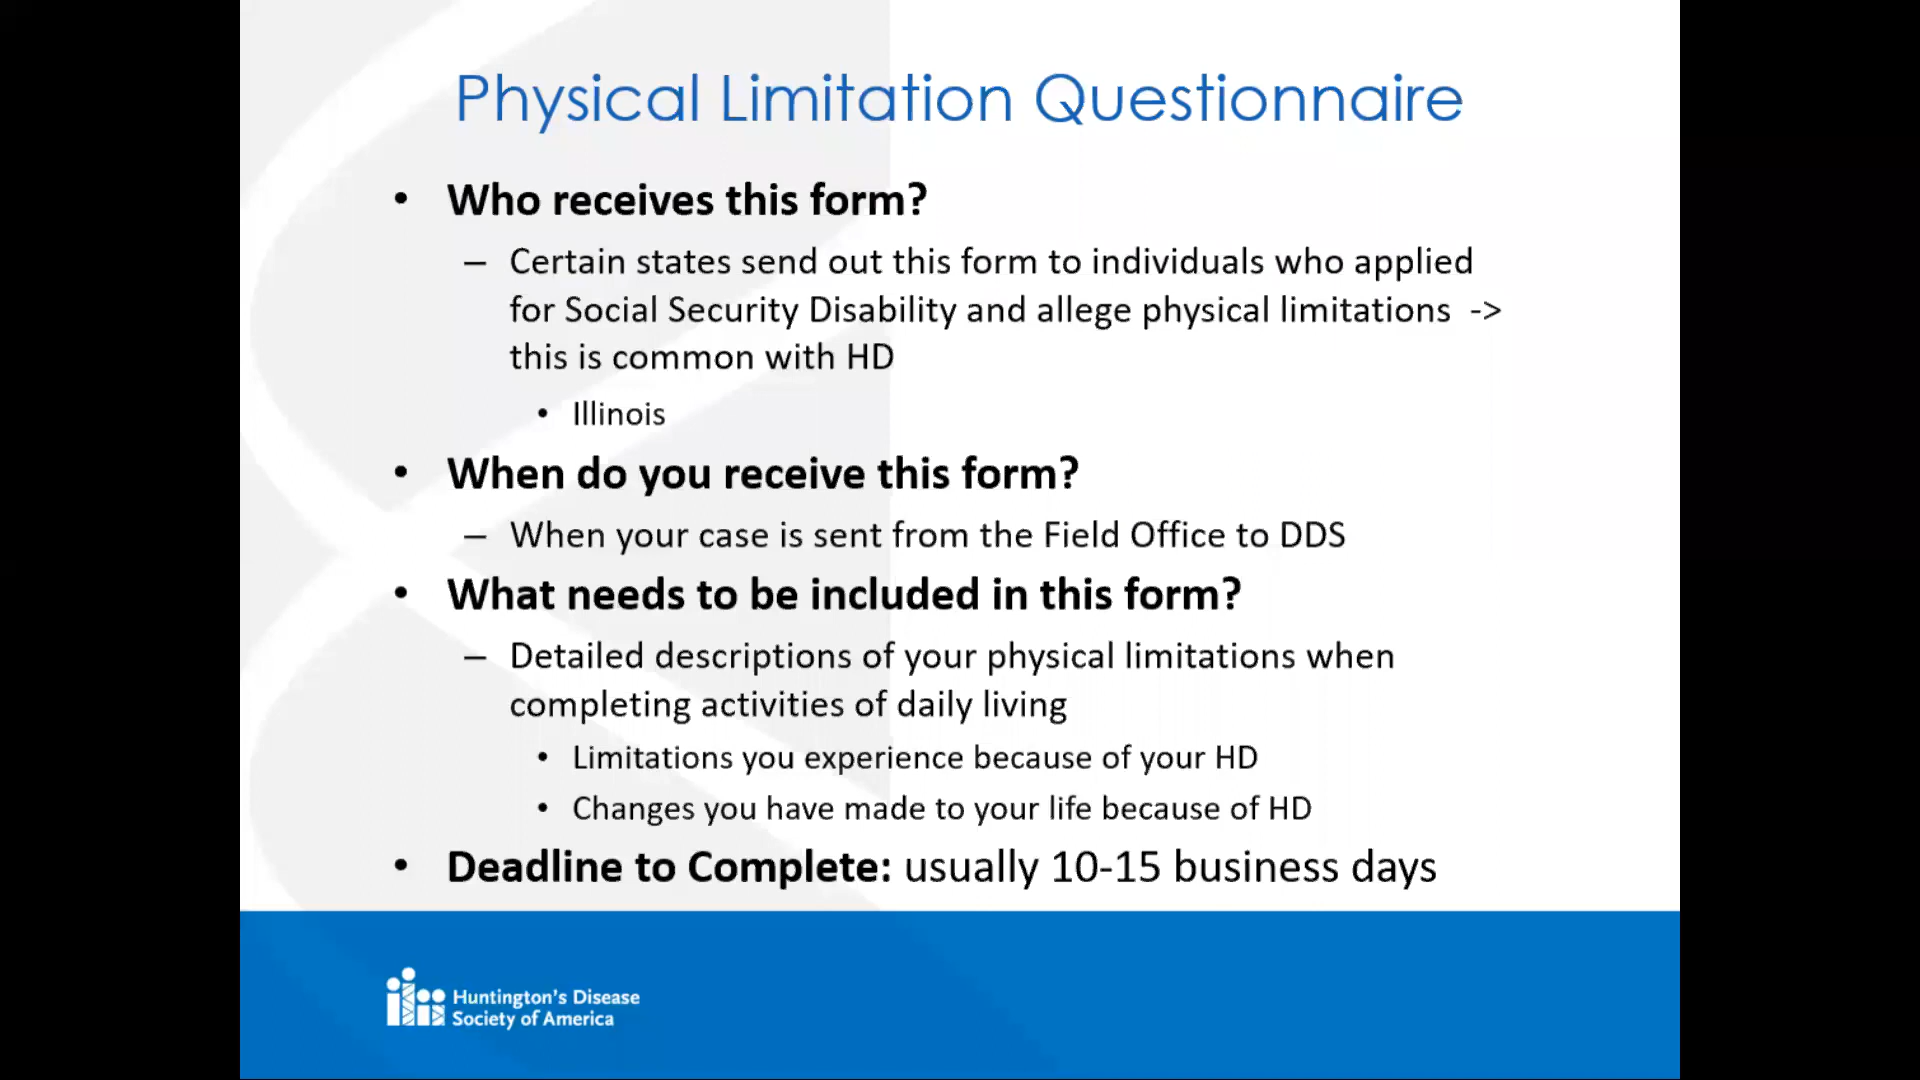 Physical Limitation Questionnaire
• Who receives this form?
– Certain states send out this form to individuals who applied
for Social Security Disability and allege physical limitations ->
this is common with HD
• Illinois
• When do you receive this form?
– When your case is sent from the Field Office to DDS
• What needs to be included in this form?
– Detailed descriptions of your physical limitations when
completing activities of daily living
• Limitations you experience because of your HD
• Changes you have made to your life because of HD
• Deadline to Complete: usually 10-15 business days
Huntington's Disease
Society of America